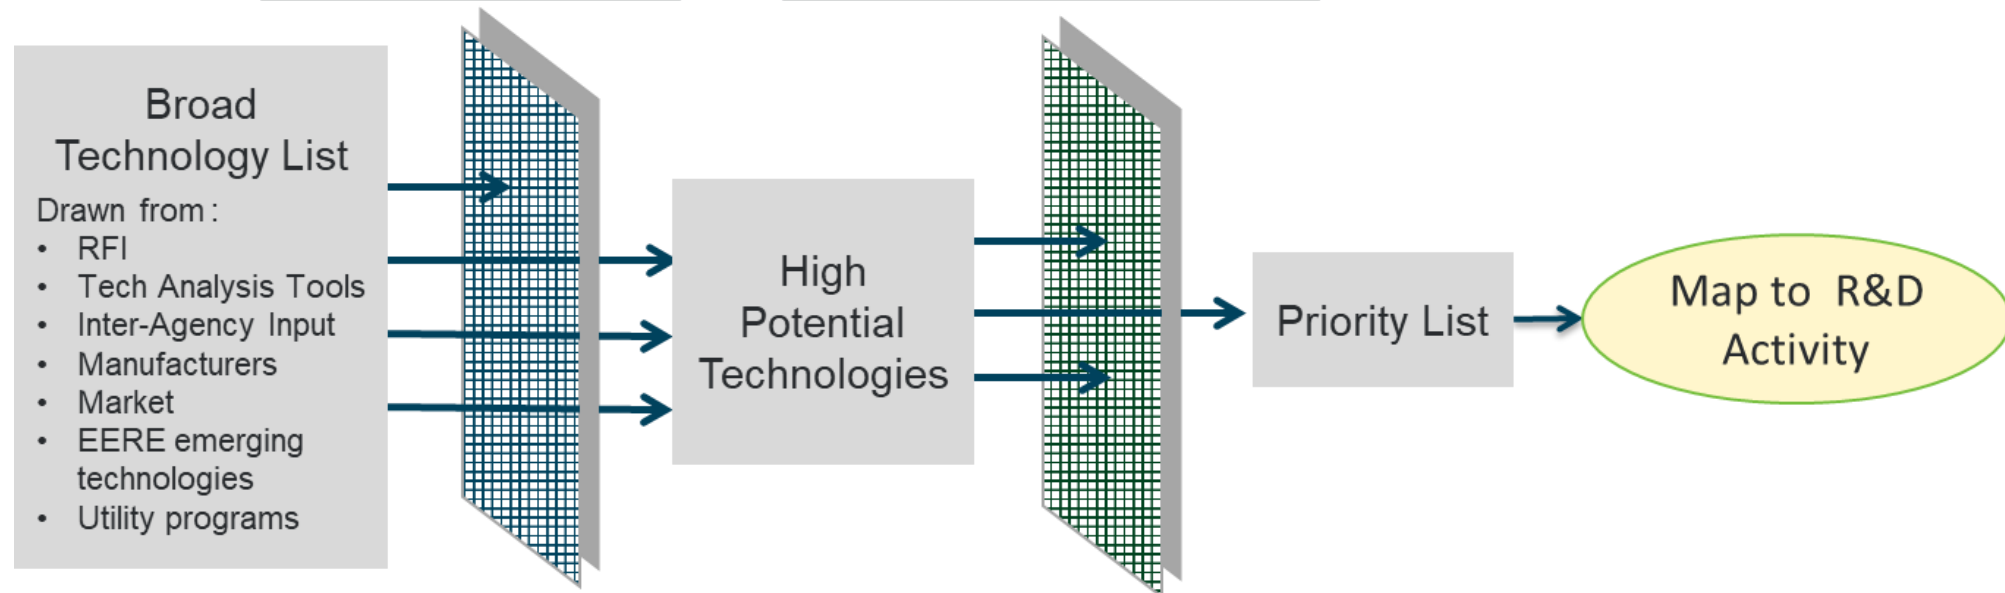 Broad
Technology List
Drawn from :
• RFI
• Tech Analysis Tools
• Inter-Agency Input
• Manufacturers
• Market
• EERE emerging
technologies
• Utility programs
High
Potential
Technologies
Priority List
Map to R&D
Activity